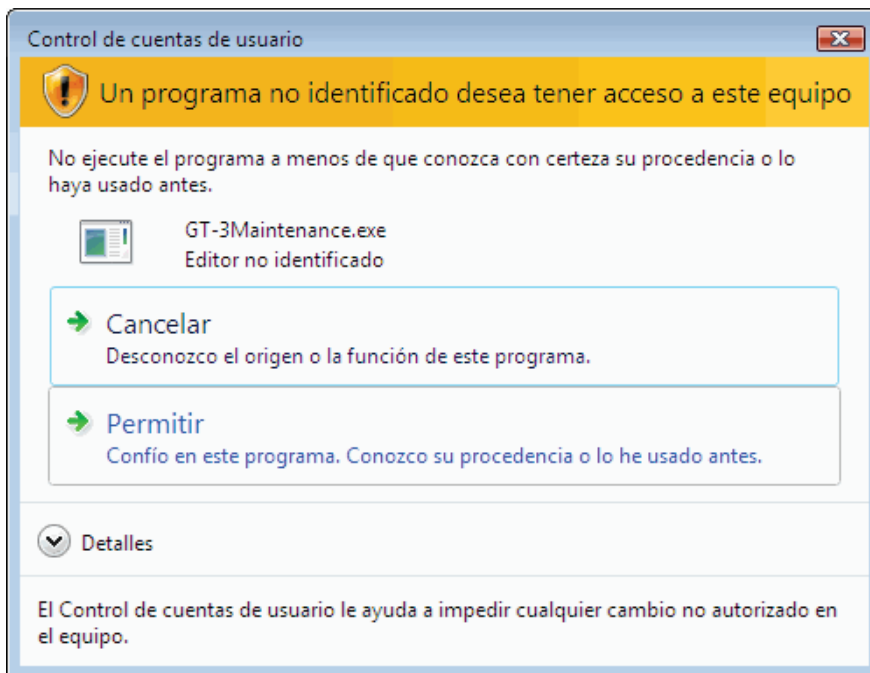 Control de cuentas de usuario
Un programa no identificado desea tener acceso a este equipo
No ejecute el programa a menos de que conozca con certeza su procedencia o lo
haya usado antes.
GT-3Maintenance.exe
Editor no identificado
Cancelar
Desconozco el origen o la función de este programa.
Permitir
Confío en este programa. Conozco su procedencia o lo he usado antes.
Detalles
El Control de cuentas de usuario le ayuda a impedir cualquier cambio no autorizado en
el equipo.